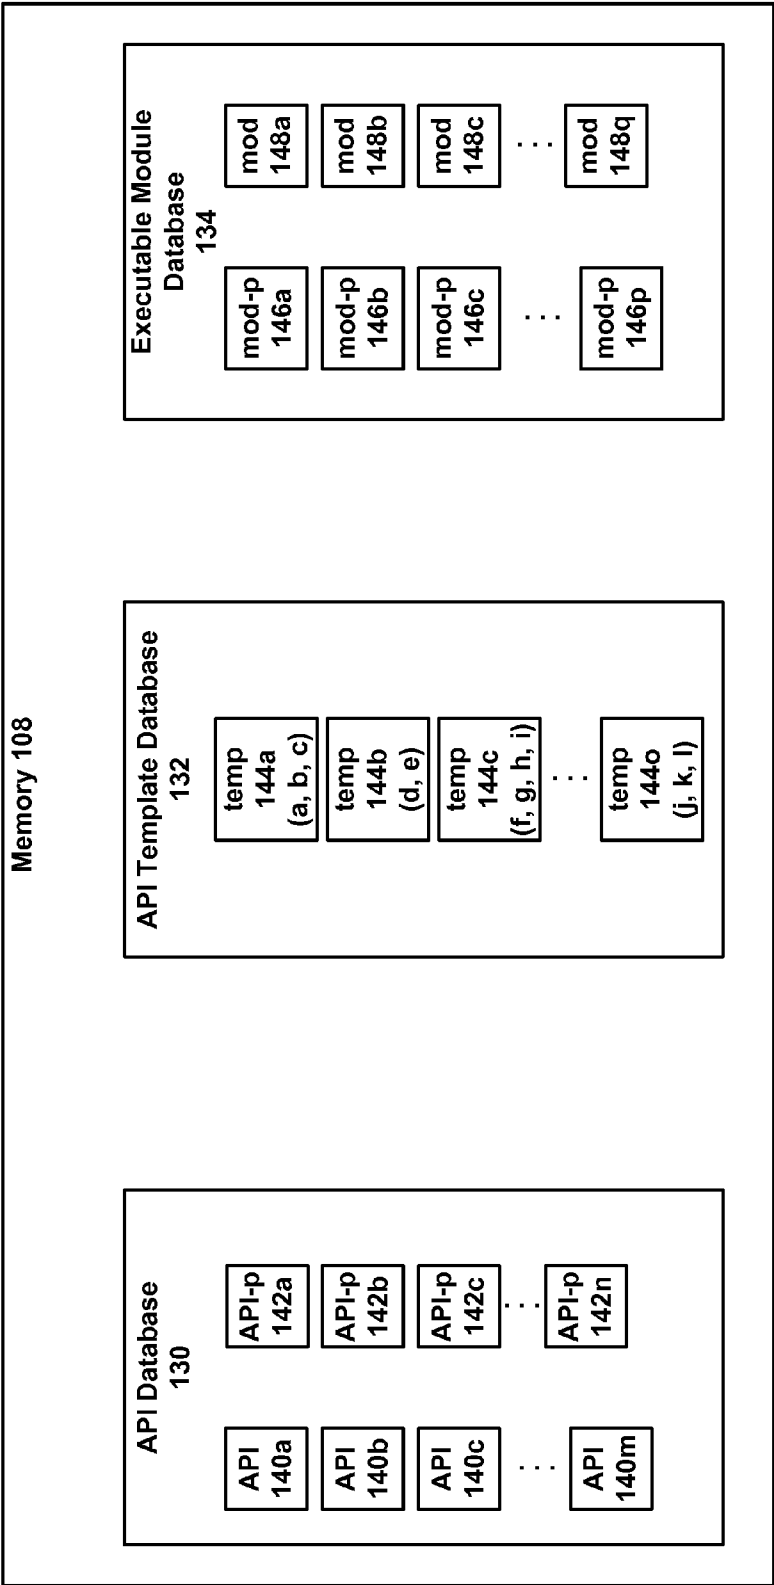 Memory 108
API Database
130
API
140a
API-p
142a
API
140b
API-p
142b
API
140c
API-p
142c
. . .
. . .
API
140m
API-p
142n
API Template Database
132
temp
144a
(a, b, c)
temp
144b
(d, e)
temp
144c
(f, g, h, i)
. . .
temp
144o
(j, k, l)
Executable Module
Database
134
mod-p
146a
mod
148a
mod-p
146b
mod
148b
mod-p
146c
mod
148c
. . .
. . .
mod-p
146p
mod
148q